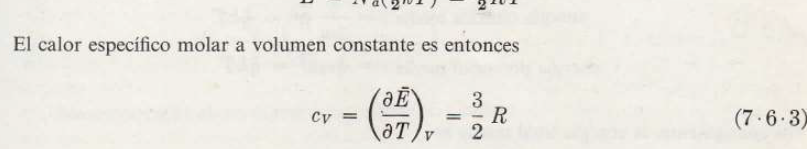 El calor específico molar a volumen constante es entonces
c_V = (∂Ē/∂T)_V = 3/2 R (7·6·3)